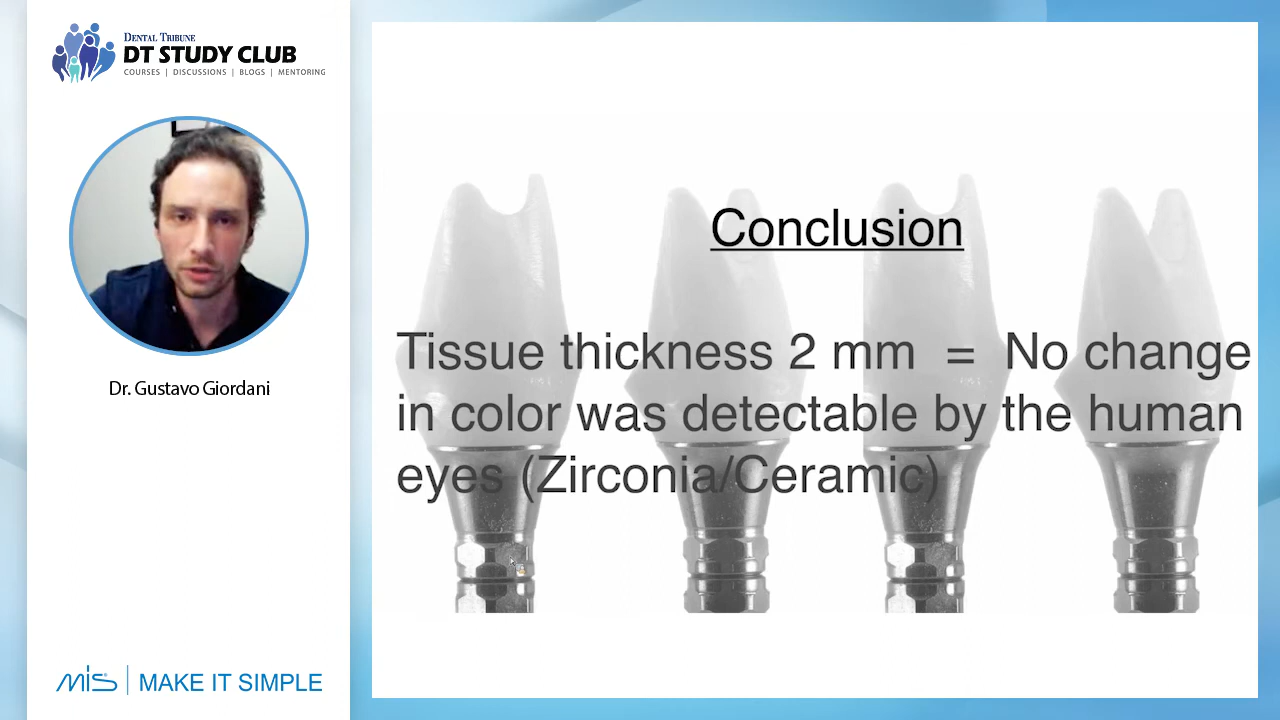 DENTAL TRIBUNE
DT STUDY CLUB
COURSES | DISCUSSIONS | BLOGS | MENTORING
Dr. Gustavo Giordani
mis | MAKE IT SIMPLE
Conclusion
Tissue thickness 2 mm = No change
in color was detectable by the human
eyes (Zirconia/Ceramic)